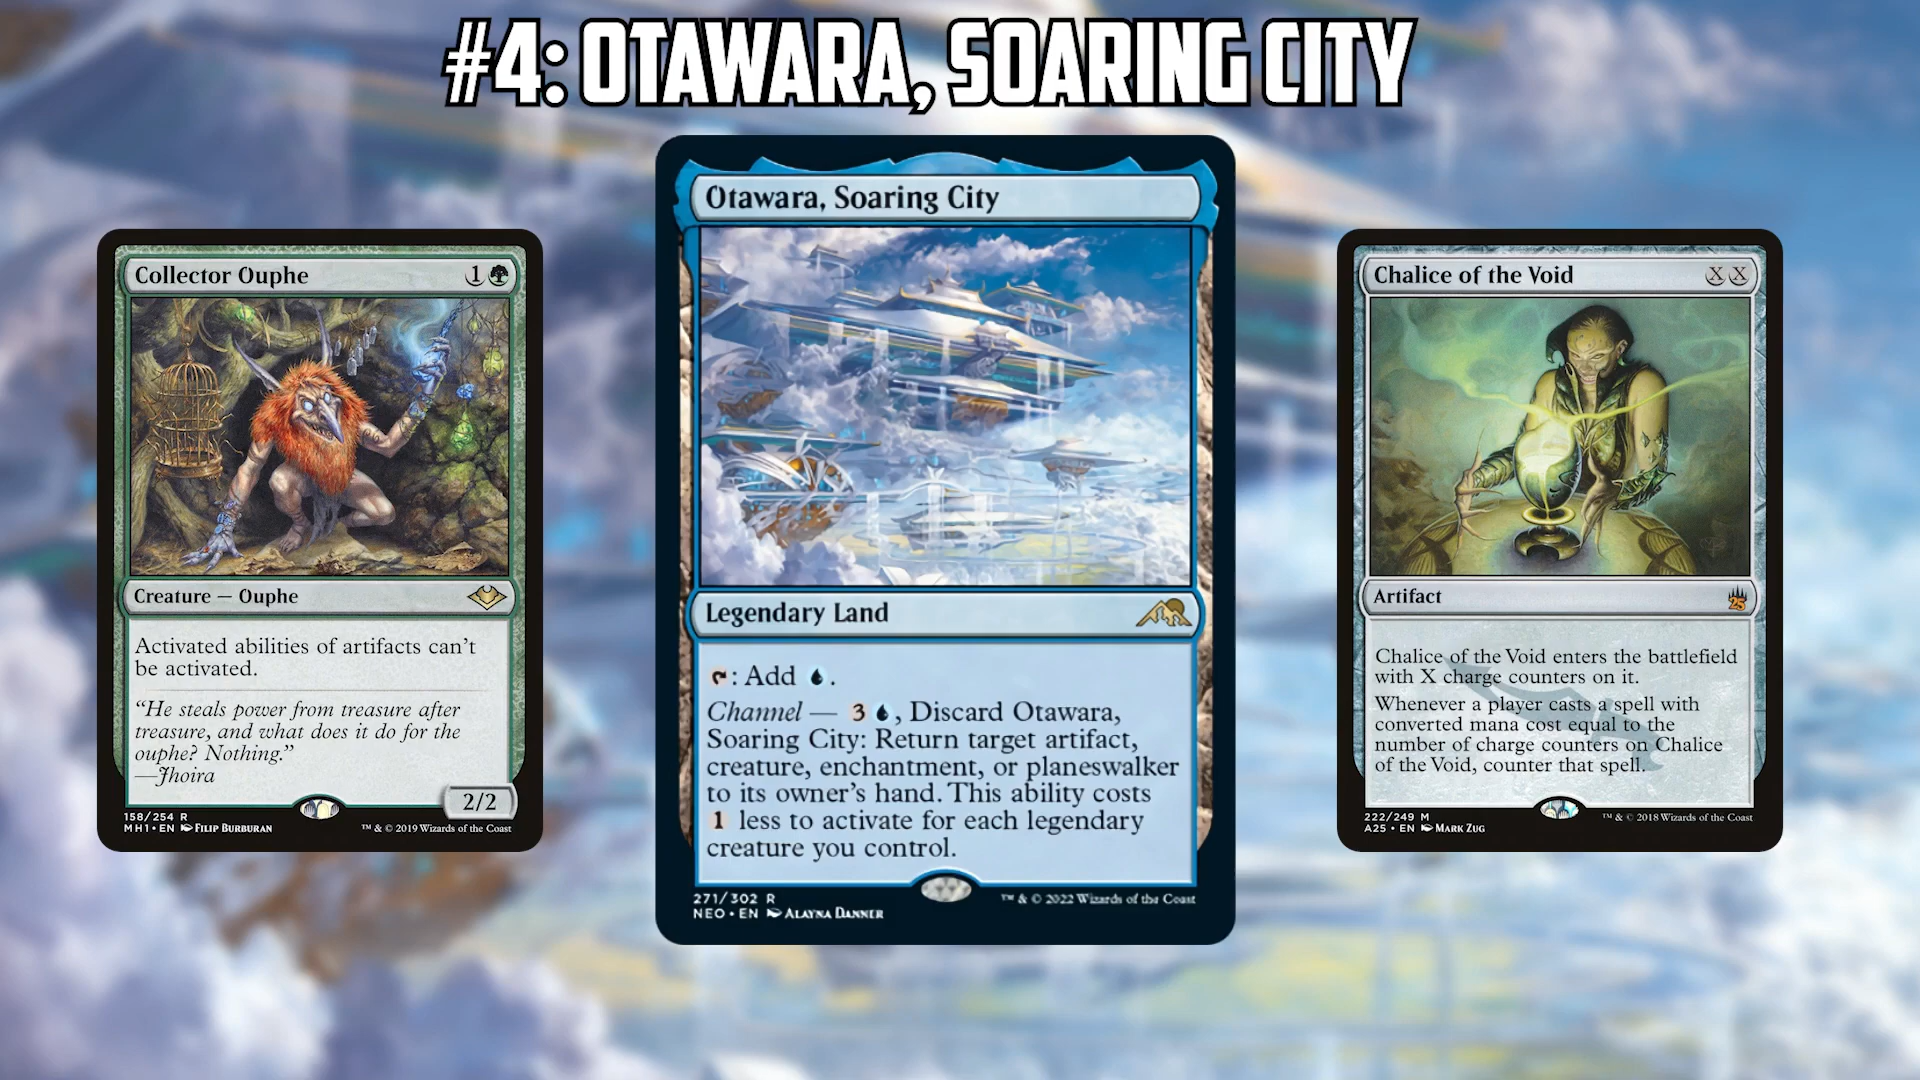 #4: OTAWARA, SOARING CITY
Collector Ouphe 1
Creature — Ouphe
Activated abilities of artifacts can't
be activated.
“He steals power from treasure after
treasure, and what does it do for the
ouphe? Nothing.”
—Jhoira
2/2
158/254 R
MH1 • EN Filip Burburan
™ & © 2019 Wizards of the Coast
Otawara, Soaring City
Legendary Land
: Add .
Channel — 3 , Discard Otawara,
Soaring City: Return target artifact,
creature, enchantment, or planeswalker
to its owner's hand. This ability costs
1 less to activate for each legendary
creature you control.
271/302 R
NEO • EN Alayna Danner
™ & © 2022 Wizards of the Coast
Chalice of the Void X X
Artifact
25
Chalice of the Void enters the battlefield
with X charge counters on it.
Whenever a player casts a spell with
converted mana cost equal to the
number of charge counters on Chalice
of the Void, counter that spell.
222/249 M
A25 • EN Mark Zug
™ & © 2018 Wizards of the Coast